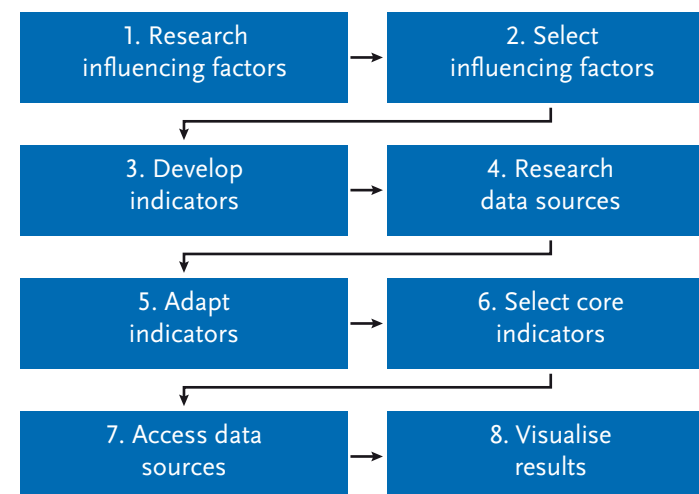 1. Research
influencing factors
2. Select
influencing factors
3. Develop
indicators
4. Research
data sources
5. Adapt
indicators
6. Select core
indicators
7. Access data
sources
8. Visualise
results